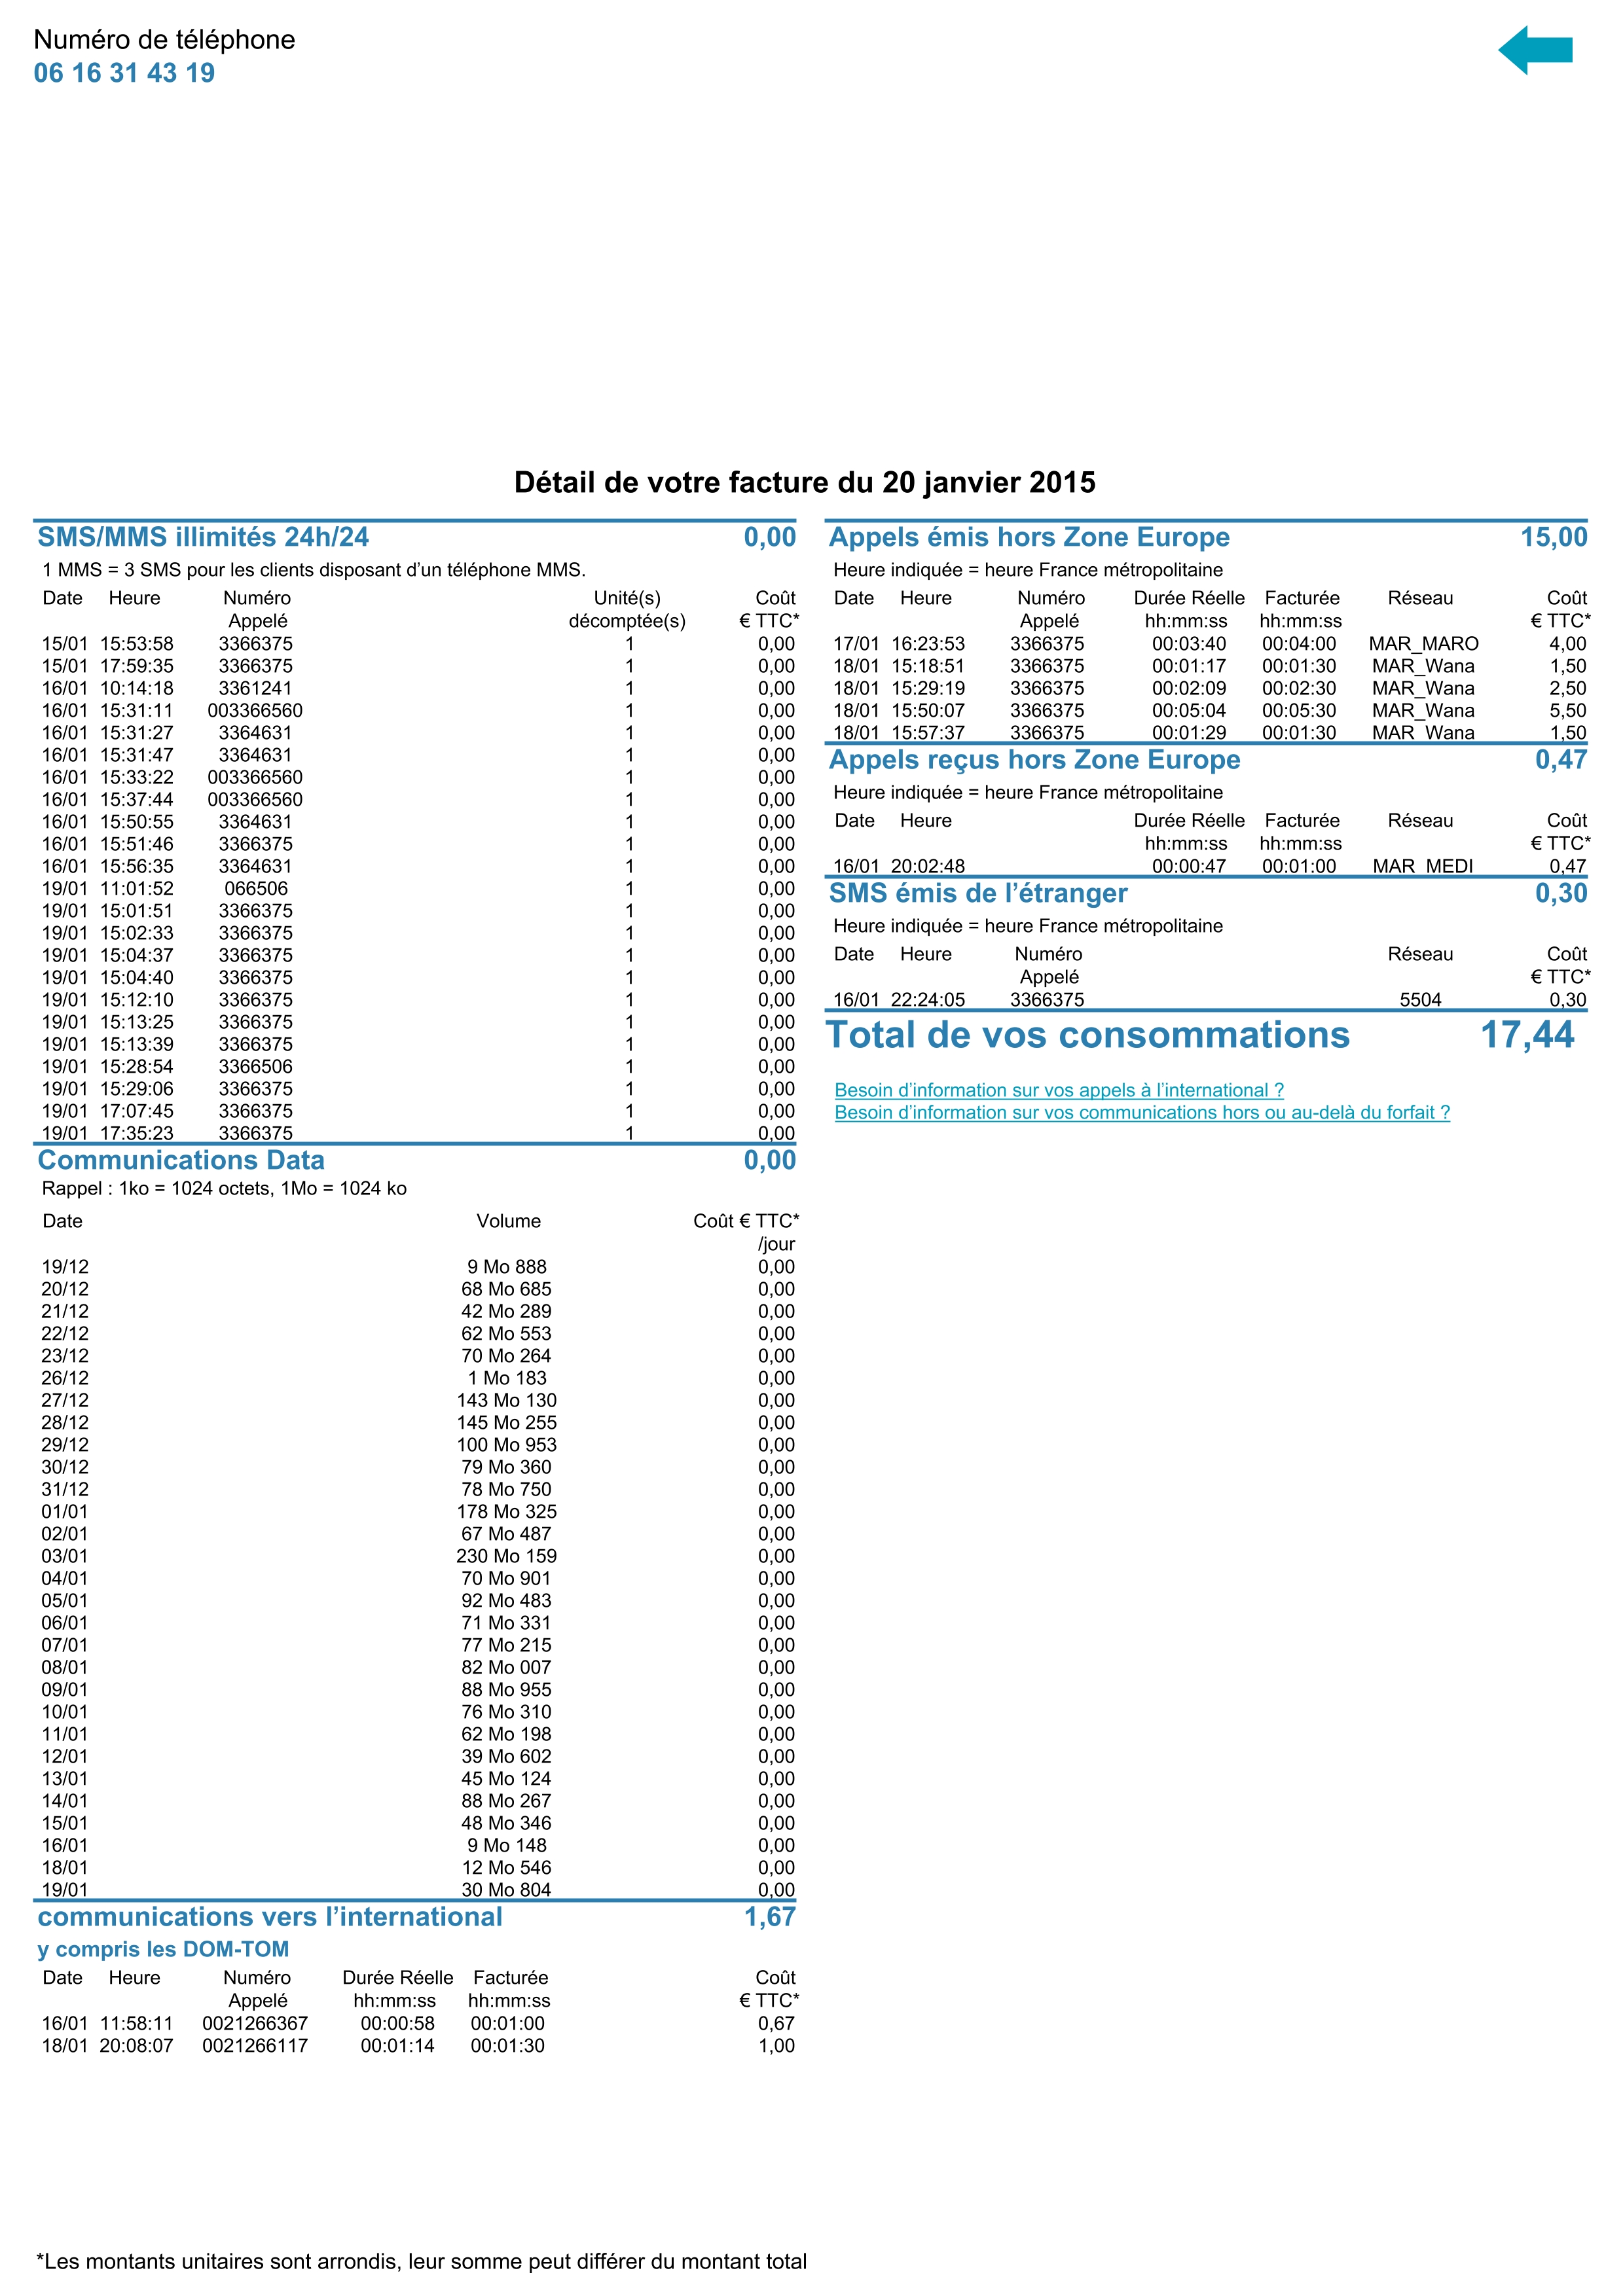 Numéro de téléphone
06 16 31 43 19
Détail de votre facture du 20 janvier 2015
SMS/MMS illimités 24h/24 0,00
1 MMS = 3 SMS pour les clients disposant d’un téléphone MMS.
Date Heure Numéro Unité(s) Coût
Appelé décomptée(s) € TTC*
15/01 15:53:58 3366375 1 0,00
15/01 17:59:35 3366375 1 0,00
16/01 10:14:18 3361241 1 0,00
16/01 15:31:11 003366560 1 0,00
16/01 15:31:27 3364631 1 0,00
16/01 15:31:47 3364631 1 0,00
16/01 15:33:22 003366560 1 0,00
16/01 15:37:44 003366560 1 0,00
16/01 15:50:55 3364631 1 0,00
16/01 15:51:46 3366375 1 0,00
16/01 15:56:35 3364631 1 0,00
19/01 11:01:52 066506 1 0,00
19/01 15:01:51 3366375 1 0,00
19/01 15:02:33 3366375 1 0,00
19/01 15:04:37 3366375 1 0,00
19/01 15:04:40 3366375 1 0,00
19/01 15:12:10 3366375 1 0,00
19/01 15:13:25 3366375 1 0,00
19/01 15:13:39 3366375 1 0,00
19/01 15:28:54 3366506 1 0,00
19/01 15:29:06 3366375 1 0,00
19/01 17:07:45 3366375 1 0,00
19/01 17:35:23 3366375 1 0,00
Communications Data 0,00
Rappel : 1ko = 1024 octets, 1Mo = 1024 ko
Date Volume Coût € TTC*
/jour
19/12 9 Mo 888 0,00
20/12 68 Mo 685 0,00
21/12 42 Mo 289 0,00
22/12 62 Mo 553 0,00
23/12 70 Mo 264 0,00
26/12 1 Mo 183 0,00
27/12 143 Mo 130 0,00
28/12 145 Mo 255 0,00
29/12 100 Mo 953 0,00
30/12 79 Mo 360 0,00
31/12 78 Mo 750 0,00
01/01 178 Mo 325 0,00
02/01 67 Mo 487 0,00
03/01 230 Mo 159 0,00
04/01 70 Mo 901 0,00
05/01 92 Mo 483 0,00
06/01 71 Mo 331 0,00
07/01 77 Mo 215 0,00
08/01 82 Mo 007 0,00
09/01 88 Mo 955 0,00
10/01 76 Mo 310 0,00
11/01 62 Mo 198 0,00
12/01 39 Mo 602 0,00
13/01 45 Mo 124 0,00
14/01 88 Mo 267 0,00
15/01 48 Mo 346 0,00
16/01 9 Mo 148 0,00
18/01 12 Mo 546 0,00
19/01 30 Mo 804 0,00
communications vers l’international 1,67
y compris les DOM-TOM
Date Heure Numéro Durée Réelle Facturée Coût
Appelé hh:mm:ss hh:mm:ss € TTC*
16/01 11:58:11 0021266367 00:00:58 00:01:00 0,67
18/01 20:08:07 0021266117 00:01:14 00:01:30 1,00
Appels émis hors Zone Europe 15,00
Heure indiquée = heure France métropolitaine
Date Heure Numéro Durée Réelle Facturée Réseau Coût
Appelé hh:mm:ss hh:mm:ss € TTC*
17/01 16:23:53 3366375 00:03:40 00:04:00 MAR_MARO 4,00
18/01 15:18:51 3366375 00:01:17 00:01:30 MAR_Wana 1,50
18/01 15:29:19 3366375 00:02:09 00:02:30 MAR_Wana 2,50
18/01 15:50:07 3366375 00:05:04 00:05:30 MAR_Wana 5,50
18/01 15:57:37 3366375 00:01:29 00:01:30 MAR_Wana 1,50
Appels reçus hors Zone Europe 0,47
Heure indiquée = heure France métropolitaine
Date Heure Durée Réelle Facturée Réseau Coût
hh:mm:ss hh:mm:ss € TTC*
16/01 20:02:48 00:00:47 00:01:00 MAR_MEDI 0,47
SMS émis de l’étranger 0,30
Heure indiquée = heure France métropolitaine
Date Heure Numéro Réseau Coût
Appelé € TTC*
16/01 22:24:05 3366375 5504 0,30
Total de vos consommations 17,44
Besoin d’information sur vos appels à l’international ?
Besoin d’information sur vos communications hors ou au-delà du forfait ?
*Les montants unitaires sont arrondis, leur somme peut différer du montant total